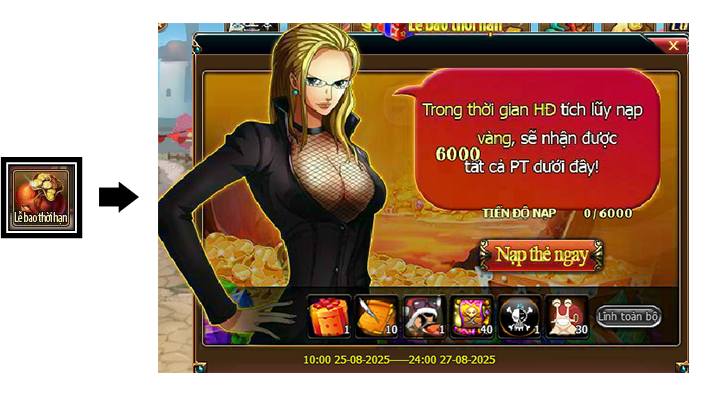 Lễ bao thời hạn
Lễ bao thời hạn
X
Trong thời gian HĐ tích lũy nạp
vàng, sẽ nhận được
6000
tất cả PT dưới đây!
TIẾN ĐỘ NẠP 0/6000
Nạp thẻ ngay
1 10 1 40 1 30
Lĩnh toàn bộ
10:00 25-08-2025——24:00 27-08-2025